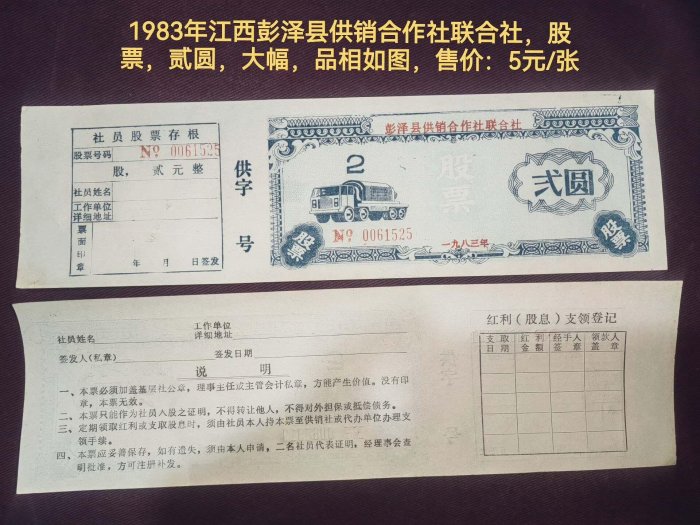 1983年江西彭泽县供销合作社联合社，股
票，贰圆，大幅，品相如图，售价：5元/张
社员股票存根
股票号码 № 0061525
股，贰元整
社员姓名
工作单位
详细地址
票面印章
年 月 日签发
供字 号
彭泽县供销合作社联合社
2
股票
弍圆
№ 0061525
一九八三年
股票
股票
工作单位
社员姓名 详细地址
签发人(私章) 签发日期
说 明
一、本票必须加盖基层社公章，理事主任或主管会计私章，方能产生价值。没有印
章，本票无效。
二、本票只能作为社员入股之证明，不得转让他人，不得对外担保或抵偿债务。
三、定期领取红利或支取股息时，须由社员本人持本票至供销社或代办单位办理支
领手续。
四、本票应妥善保存，如有遗失，须由本人申请，二名社员代表证明，经理事会查
刷批准，方可注册补发。
红利(股息)支领登记
支取日期 红利金额 经手人签章 领款人盖章